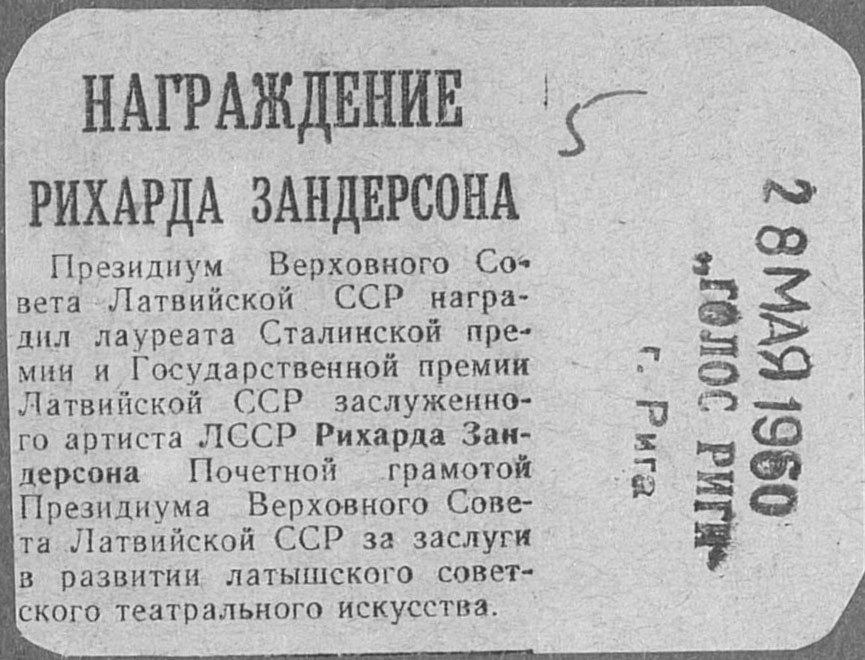 НАГРАЖДЕНИЕ
РИХАРДА ЗАНДЕРСОНА
Президиум Верховного Со-
вета Латвийской ССР награ-
дил лауреата Сталинской пре-
мии и Государственной премии
Латвийской ССР заслуженно-
го артиста ЛССР Рихарда Зан-
дерсона Почетной грамотой
Президиума Верховного Сове-
та Латвийской ССР за заслуги
в развитии латышского совет-
ского театрального искусства.
5
28 МАЯ 1960
„ГОЛОС РИГИ"
г. Рига